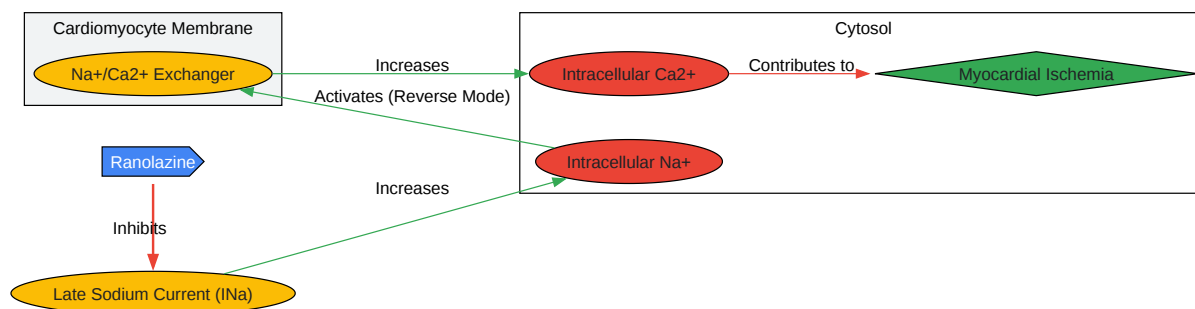 Cardiomyocyte Membrane
Cytosol
Na+/Ca2+ Exchanger
Increases
Intracellular Ca2+
Contributes to
Myocardial Ischemia
Activates (Reverse Mode)
Ranolazine
Intracellular Na+
Increases
Inhibits
Late Sodium Current (INa)